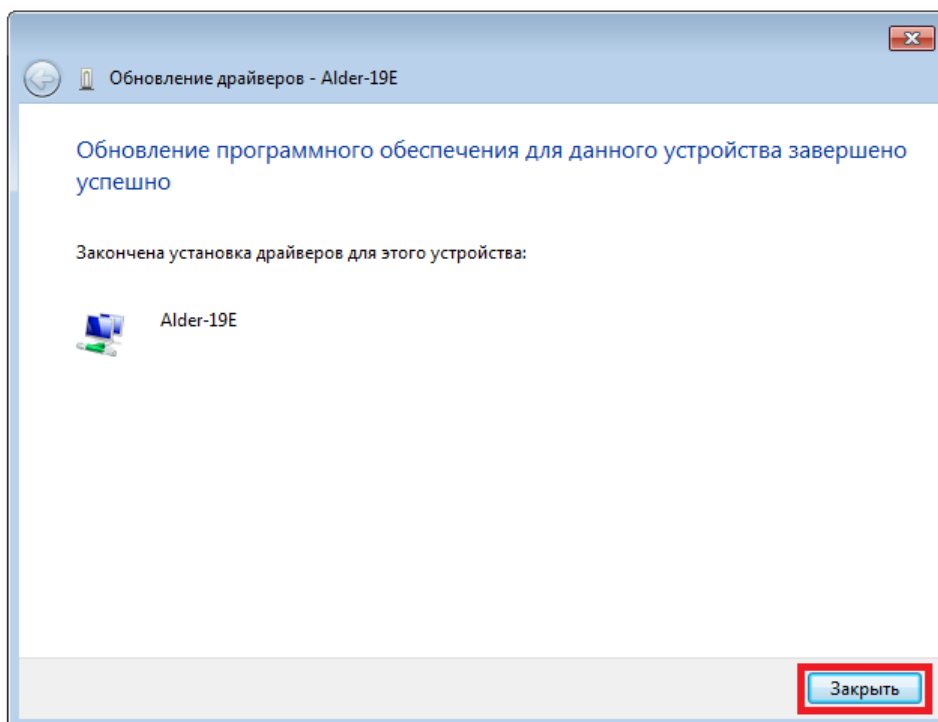 Обновление драйверов - Alder-19E
Обновление программного обеспечения для данного устройства завершено
успешно
Закончена установка драйверов для этого устройства:
Alder-19E
Закрыть